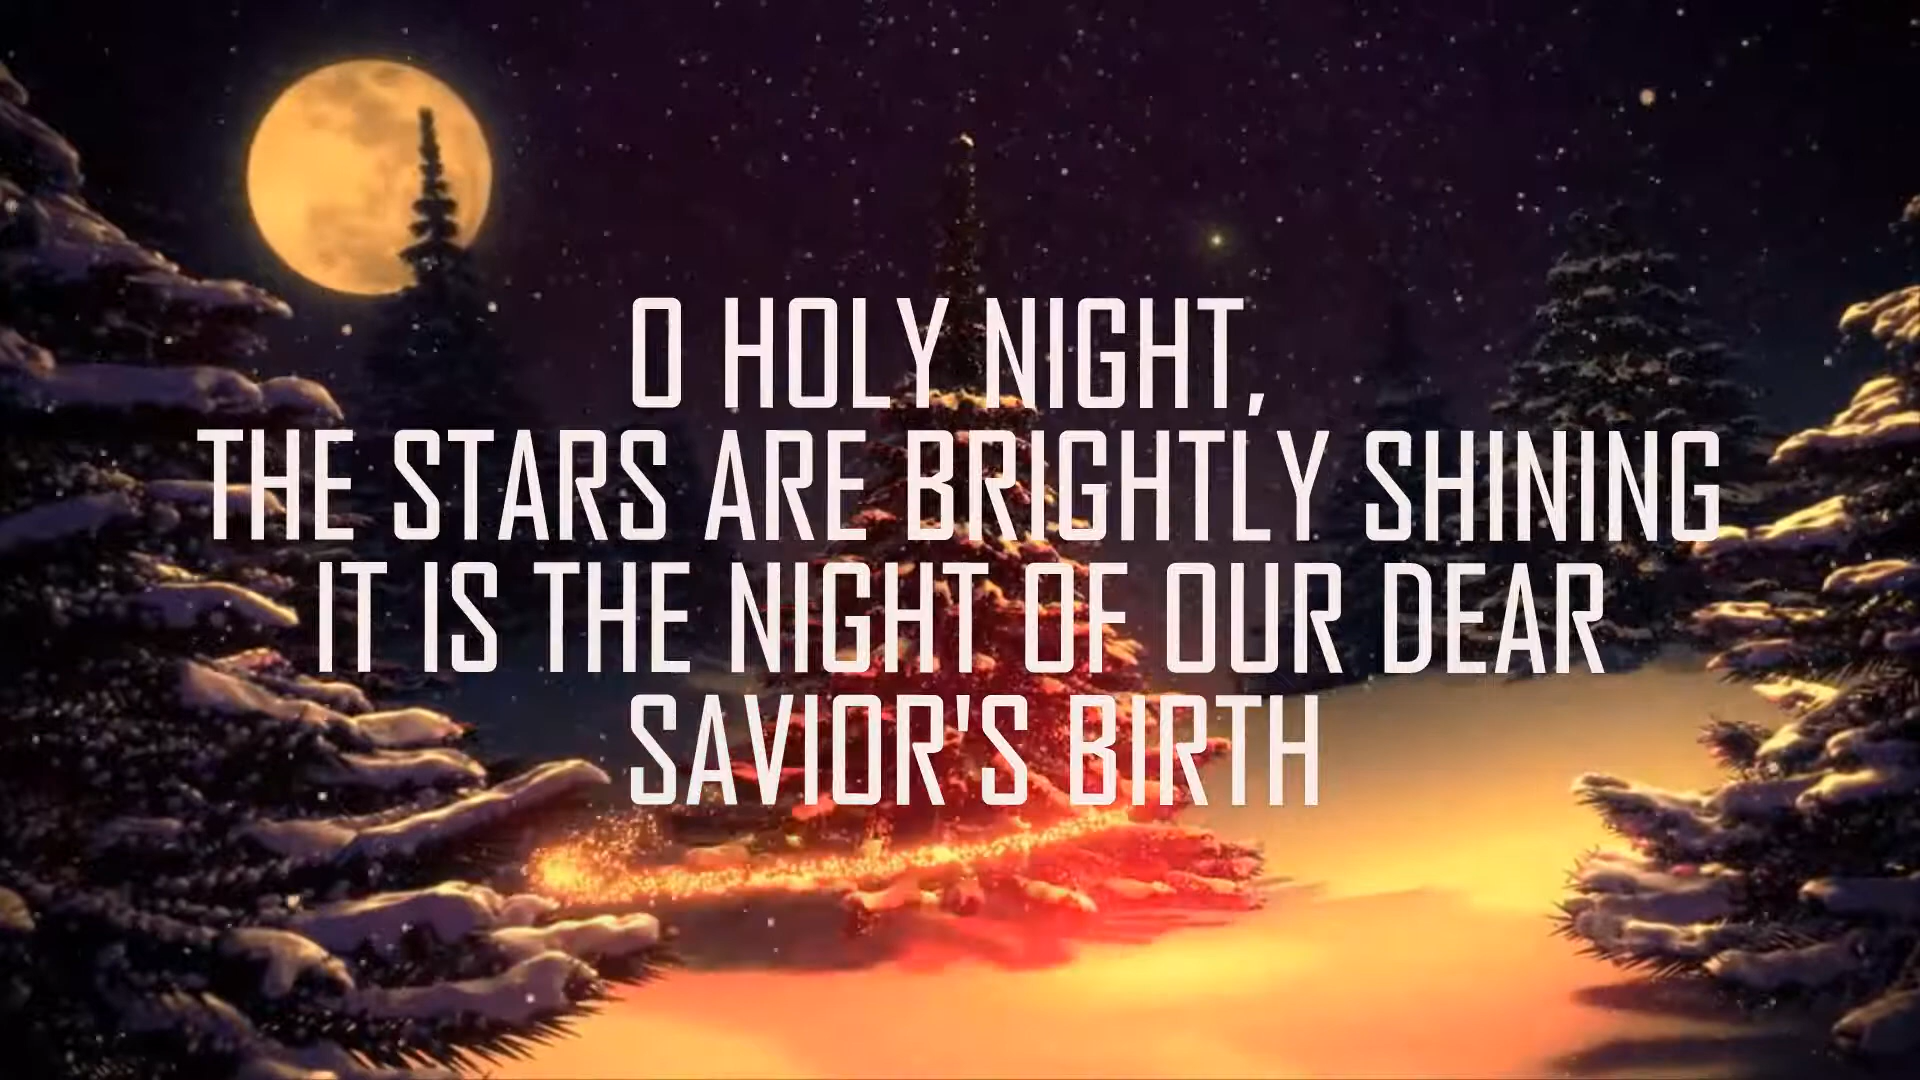 O HOLY NIGHT,
THE STARS ARE BRIGHTLY SHINING
IT IS THE NIGHT OF OUR DEAR
SAVIOR'S BIRTH